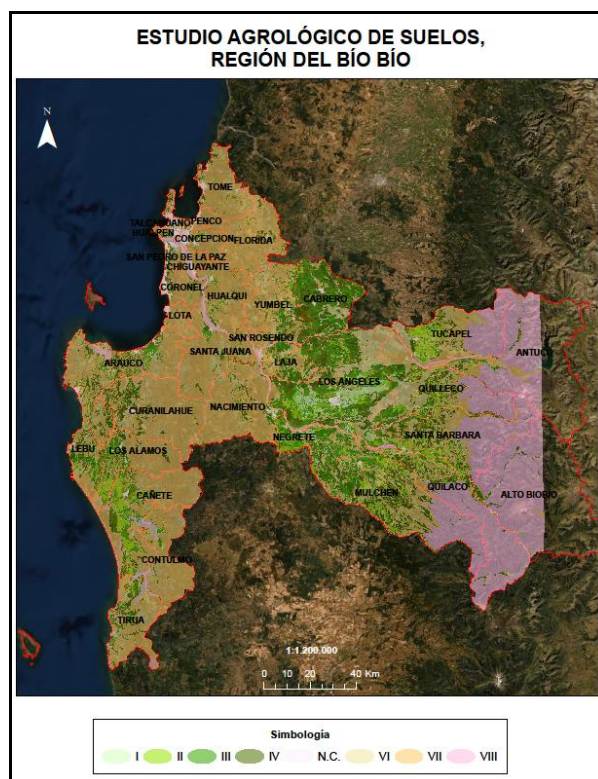 ESTUDIO AGROLÓGICO DE SUELOS,
REGIÓN DEL BÍO BÍO
N
TOME
TALCAHUANO
PENCO
HUALPEN
CONCEPCION
FLORIDA
SAN PEDRO DE LA PAZ
CHIGUAYANTE
CORONEL
HUALQUI
YUMBEL
CABRERO
LOTA
TUCAPEL
SAN ROSENDO
ANTUCO
ARAUCO
SANTA JUANA
LAJA
LOS ANGELES
QUILLECO
CURANILAHUE
NACIMIENTO
NEGRETE
SANTA BARBARA
LEBU
LOS ALAMOS
CAÑETE
MULCHEN
QUILACO
ALTO BIOBIO
CONTULMO
TIRUA
1:1.200.000
0 10 20 40 Km
Simbología
I II III IV N.C. VI VII VIII